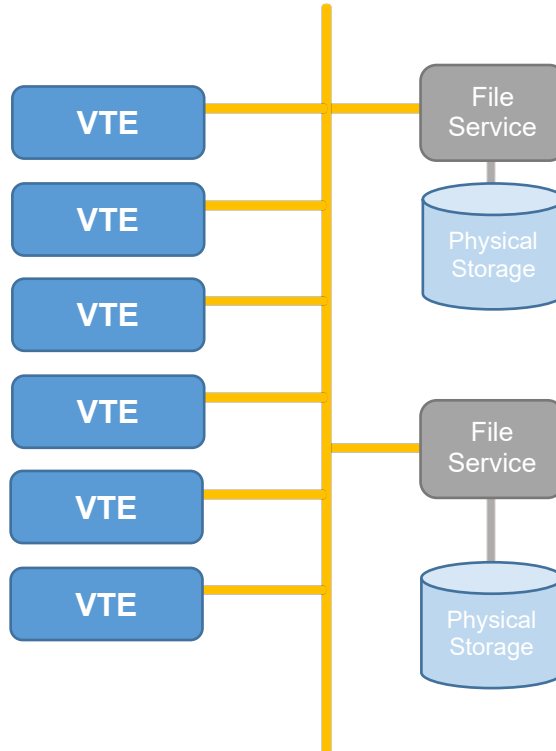 VTE
VTE
VTE
VTE
VTE
VTE
File
Service
Physical
Storage
File
Service
Physical
Storage